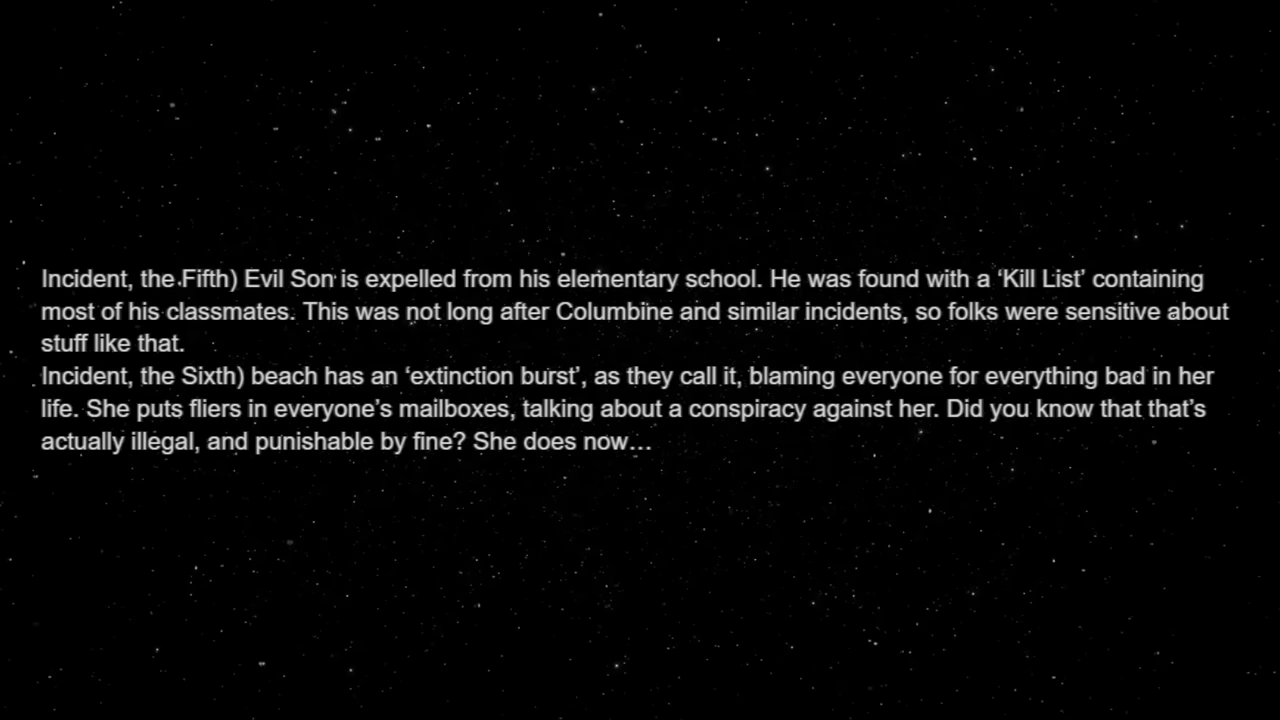 Incident, the Fifth) Evil Son is expelled from his elementary school. He was found with a ‘Kill List’ containing
most of his classmates. This was not long after Columbine and similar incidents, so folks were sensitive about
stuff like that.
Incident, the Sixth) beach has an ‘extinction burst’, as they call it, blaming everyone for everything bad in her
life. She puts fliers in everyone’s mailboxes, talking about a conspiracy against her. Did you know that that’s
actually illegal, and punishable by fine? She does now…